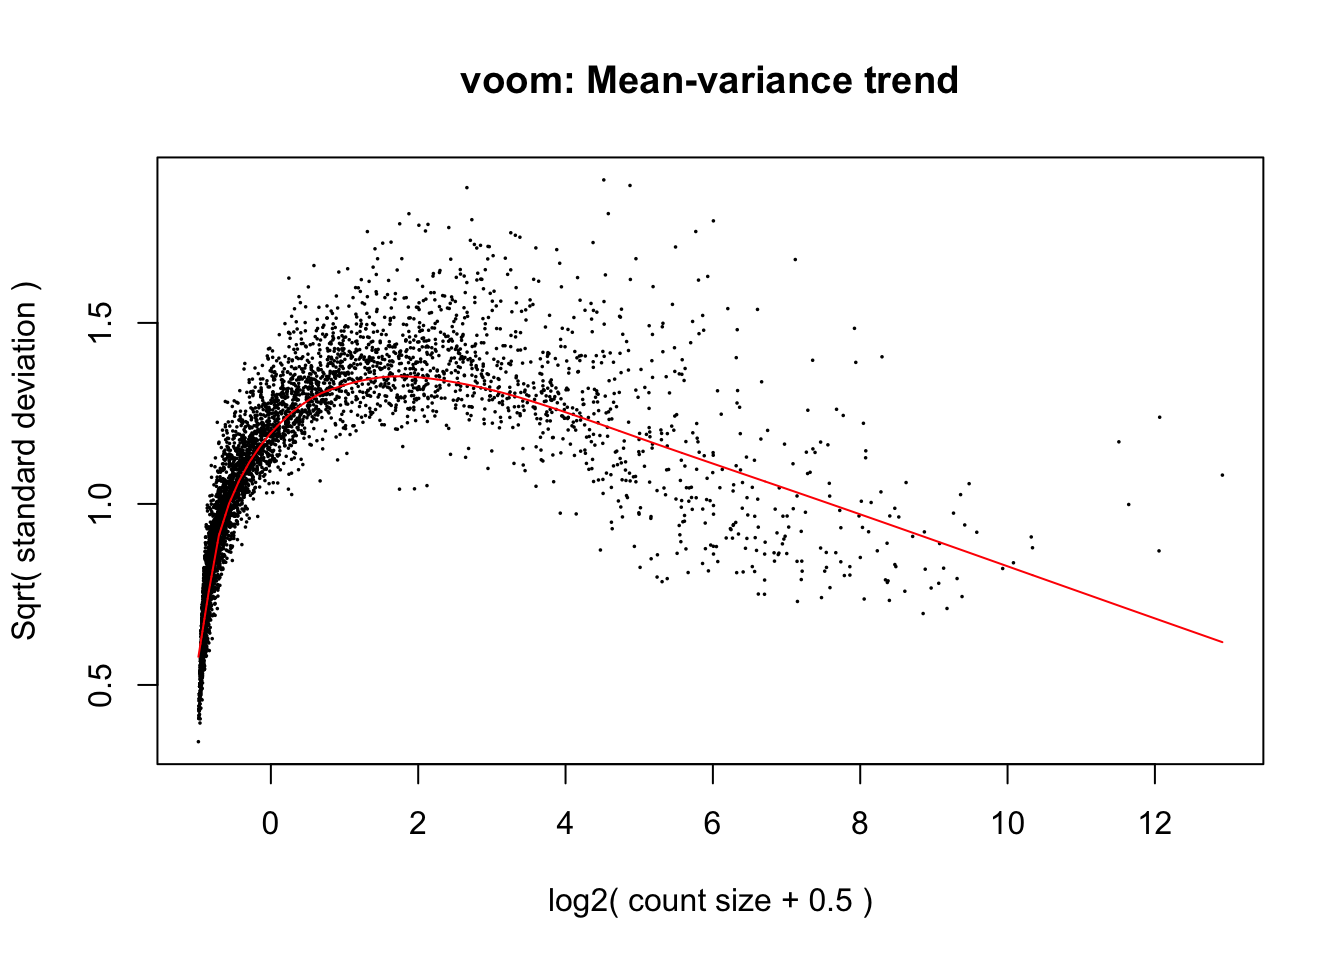 voom: Mean-variance trend
Sqrt( standard deviation )
1.5
1.0
0.5
0 2 4 6 8 10 12
log2( count size + 0.5 )